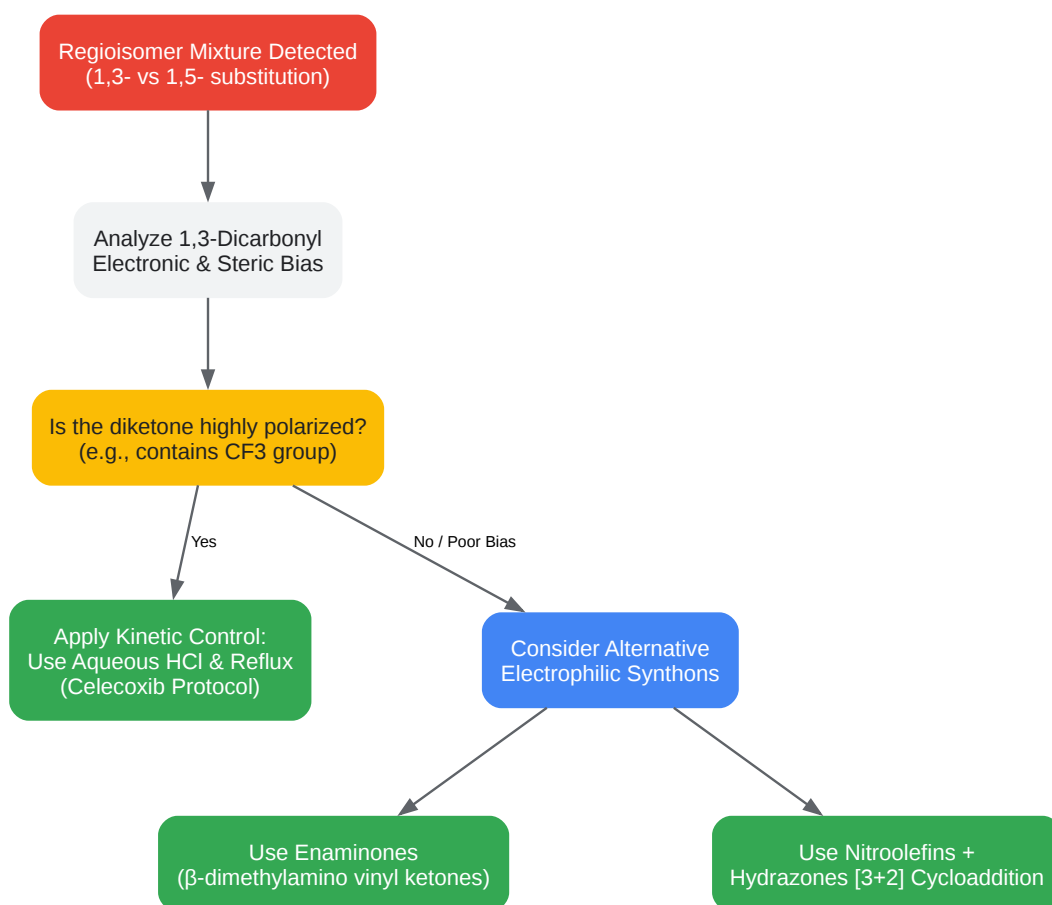 Regioisomer Mixture Detected
(1,3- vs 1,5- substitution)
Analyze 1,3-Dicarbonyl
Electronic & Steric Bias
Is the diketone highly polarized?
(e.g., contains CF3 group)
Yes
No / Poor Bias
Apply Kinetic Control:
Use Aqueous HCl & Reflux
(Celecoxib Protocol)
Consider Alternative
Electrophilic Synthons
Use Enaminones
(β-dimethylamino vinyl ketones)
Use Nitroolefins +
Hydrazones [3+2] Cycloaddition